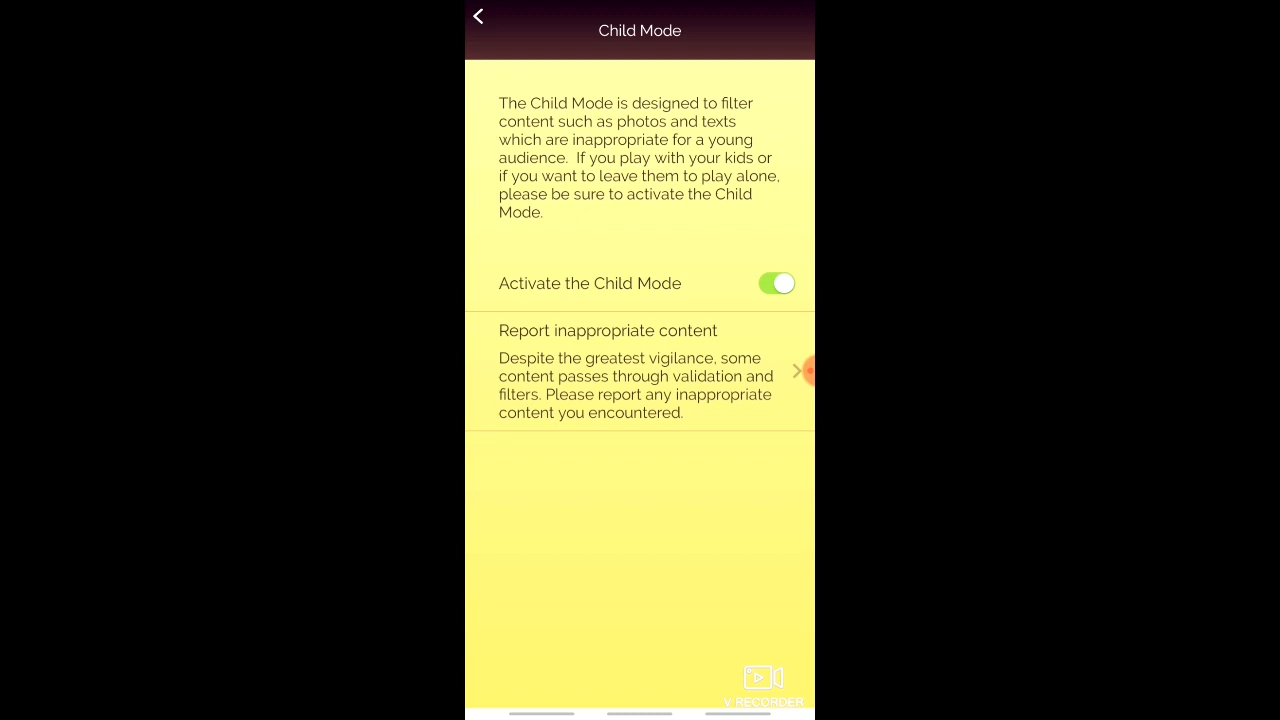 Child Mode
The Child Mode is designed to filter
content such as photos and texts
which are inappropriate for a young
audience.  If you play with your kids or
if you want to leave them to play alone,
please be sure to activate the Child
Mode.
Activate the Child Mode
Report inappropriate content
Despite the greatest vigilance, some
content passes through validation and
filters. Please report any inappropriate
content you encountered.
V RECORDER